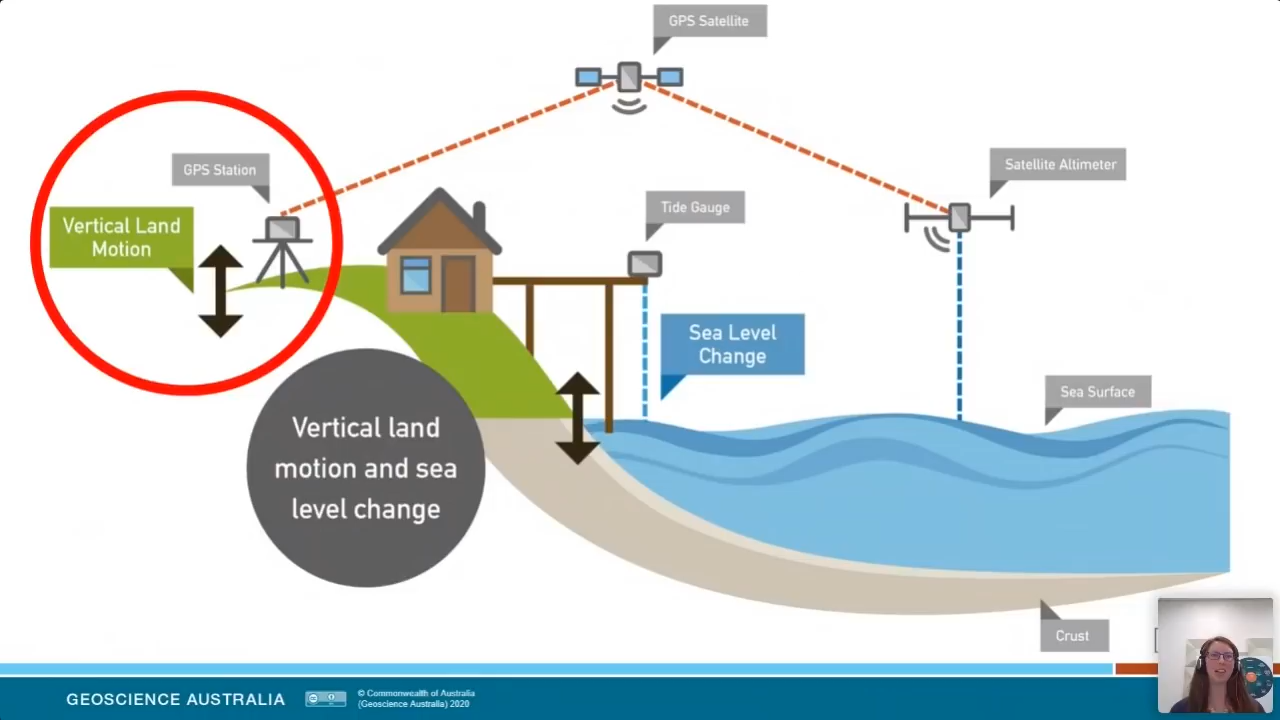 GPS Satellite
GPS Station
Satellite Altimeter
Vertical Land
Motion
Tide Gauge
Sea Level
Change
Sea Surface
Vertical land
motion and sea
level change
Crust
GEOSCIENCE AUSTRALIA
© Commonwealth of Australia
(Geoscience Australia) 2020